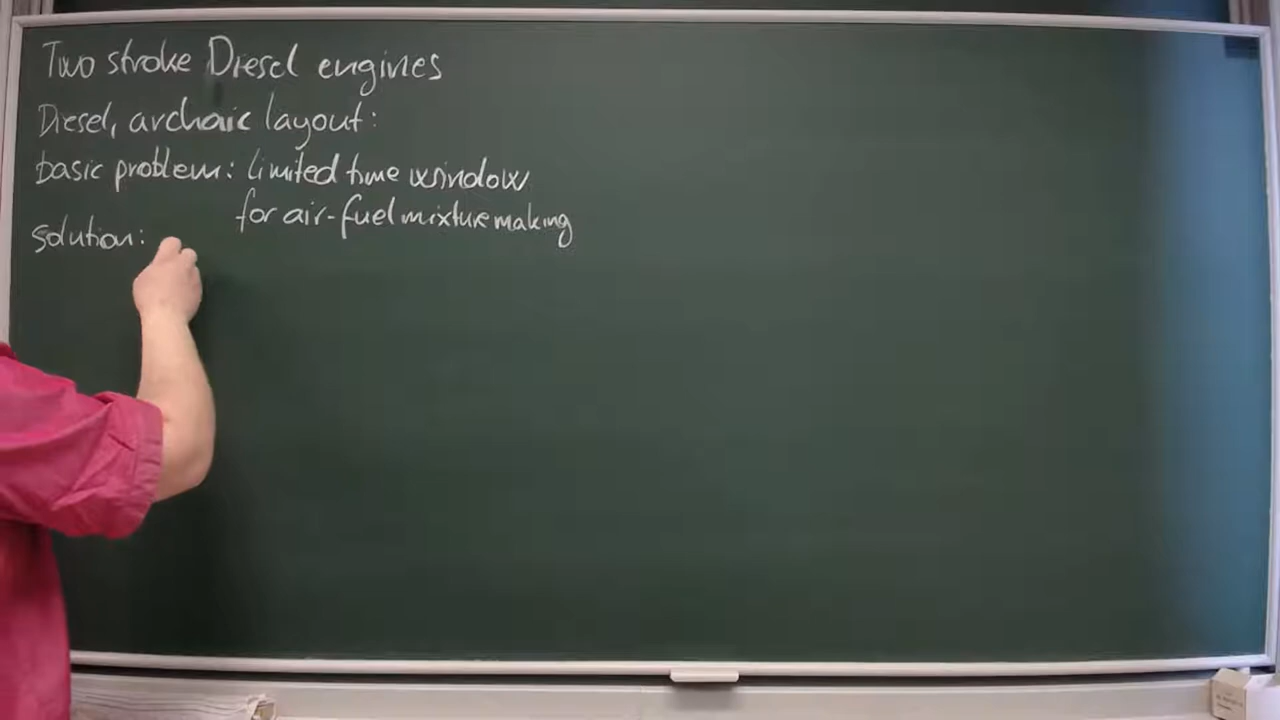 Two stroke Diesel engines
Diesel, archaic layout:
basic problem: limited time window
for air-fuel mixture making
solution: